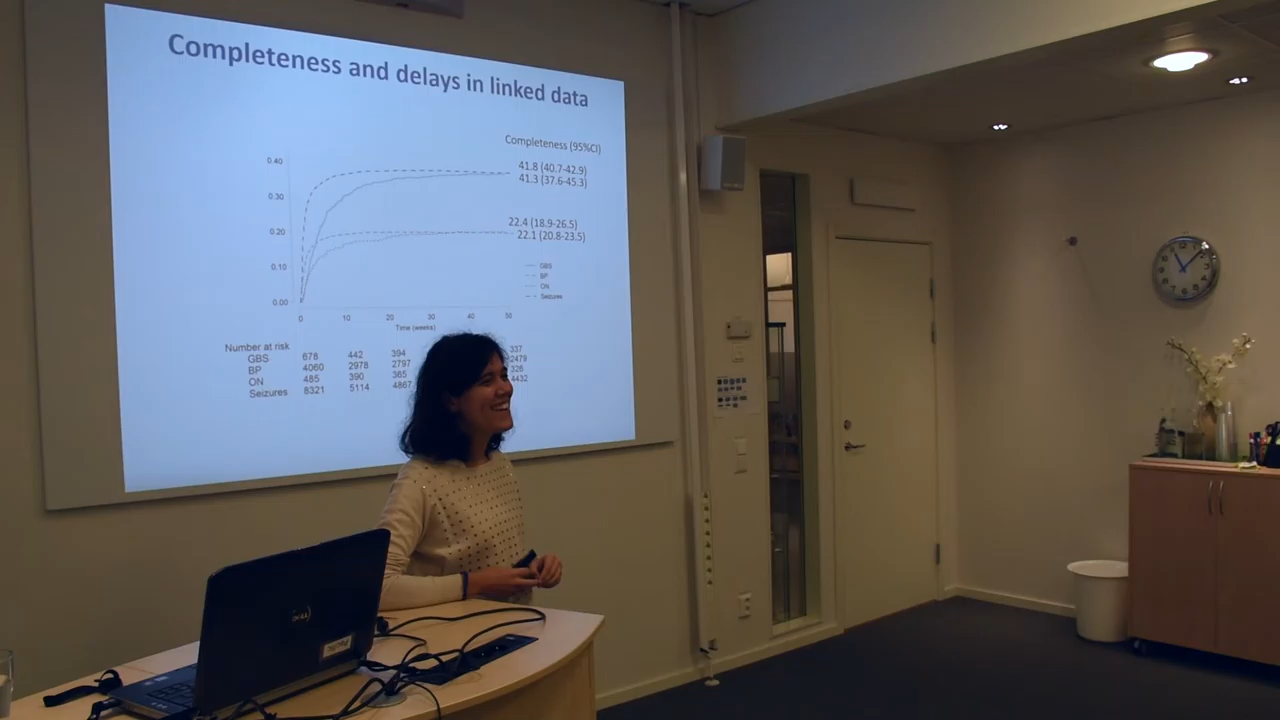 Completeness and delays in linked data
Completeness (95%CI)
0.40
41.8 (40.7-42.9)
41.3 (37.6-45.3)
0.30
22.4 (18.9-26.5)
0.20
22.1 (20.8-23.5)
0.10
GBS
BP
ON
Seizures
0.00
0 10 20 30 40 50
Time (weeks)
Number at risk
GBS 678 442 394 337
BP 4060 2978 2797 2479
ON 485 390 365 326
Seizures 8321 5114 4867 4432
DELL